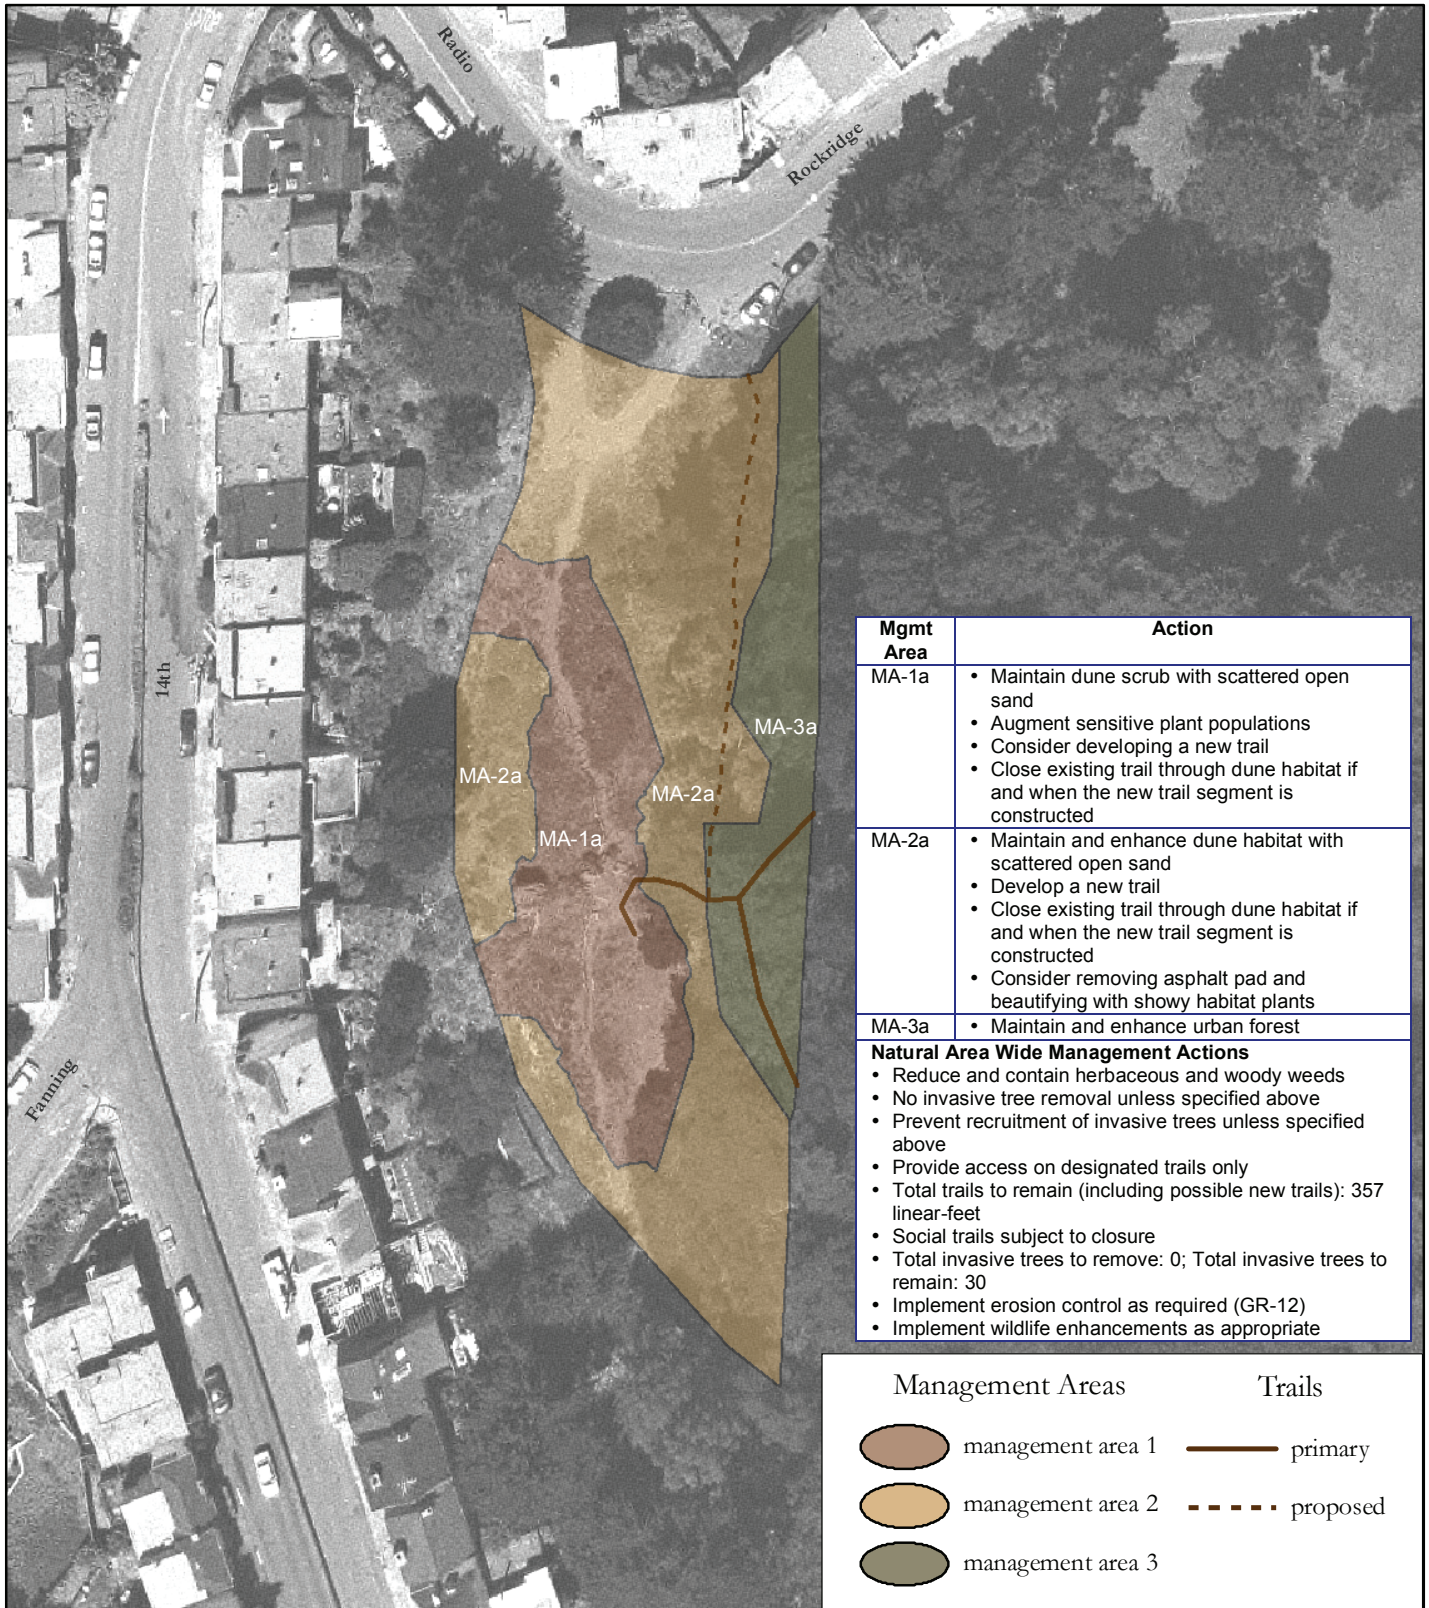 Radio
Rockridge
14th
Fanning
MA-3a
MA-2a
MA-2a
MA-1a
Mgmt Area
Action
MA-1a
• Maintain dune scrub with scattered open
sand
• Augment sensitive plant populations
• Consider developing a new trail
• Close existing trail through dune habitat if
and when the new trail segment is
constructed
MA-2a
• Maintain and enhance dune habitat with
scattered open sand
• Develop a new trail
• Close existing trail through dune habitat if
and when the new trail segment is
constructed
• Consider removing asphalt pad and
beautifying with showy habitat plants
MA-3a
• Maintain and enhance urban forest
Natural Area Wide Management Actions
• Reduce and contain herbaceous and woody weeds
• No invasive tree removal unless specified above
• Prevent recruitment of invasive trees unless specified
above
• Provide access on designated trails only
• Total trails to remain (including possible new trails): 357
linear-feet
• Social trails subject to closure
• Total invasive trees to remove: 0; Total invasive trees to
remain: 30
• Implement erosion control as required (GR-12)
• Implement wildlife enhancements as appropriate
Management Areas
Trails
management area 1
primary
management area 2
proposed
management area 3